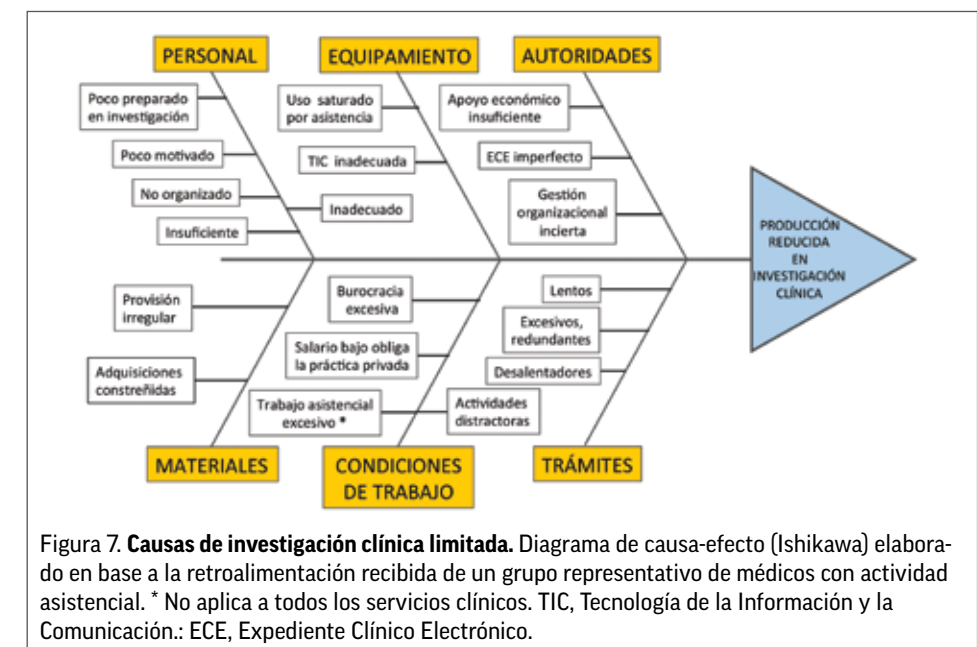 PERSONAL
EQUIPAMIENTO
AUTORIDADES
Poco preparado
en investigación
Poco motivado
No organizado
Insuficiente
Inadecuado
Uso saturado
por asistencia
TIC inadecuada
Apoyo económico
insuficiente
ECE imperfecto
Gestión
organizacional
incierta
PRODUCCIÓN
REDUCIDA
EN
INVESTIGACIÓN
CLÍNICA
Provisión
irregular
Adquisiciones
constreñidas
Burocracia
excesiva
Salario bajo obliga
la práctica privada
Trabajo asistencial
excesivo *
Actividades
distractoras
Lentos
Excesivos,
redundantes
Desalentadores
MATERIALES
CONDICIONES
DE TRABAJO
TRÁMITES
Figura 7. Causas de investigación clínica limitada. Diagrama de causa-efecto (Ishikawa) elabora-
do en base a la retroalimentación recibida de un grupo representativo de médicos con actividad
asistencial. * No aplica a todos los servicios clínicos. TIC, Tecnología de la Información y la
Comunicación.: ECE, Expediente Clínico Electrónico.